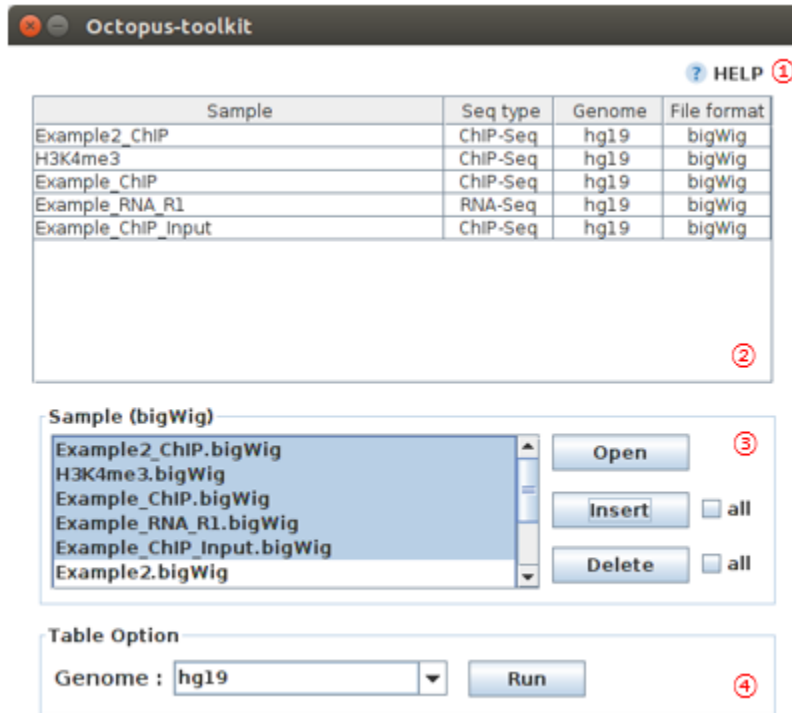 Octopus-toolkit
? HELP ①
Sample Seq type Genome File format
Example2_ChIP ChIP-Seq hg19 bigWig
H3K4me3 ChIP-Seq hg19 bigWig
Example_ChIP ChIP-Seq hg19 bigWig
Example_RNA_R1 RNA-Seq hg19 bigWig
Example_ChIP_Input ChIP-Seq hg19 bigWig
②
Sample (bigWig)
③
Example2_ChIP.bigWig
H3K4me3.bigWig
Example_ChIP.bigWig
Example_RNA_R1.bigWig
Example_ChIP_Input.bigWig
Example2.bigWig
Open
Insert all
Delete all
Table Option
Genome : hg19 Run
④